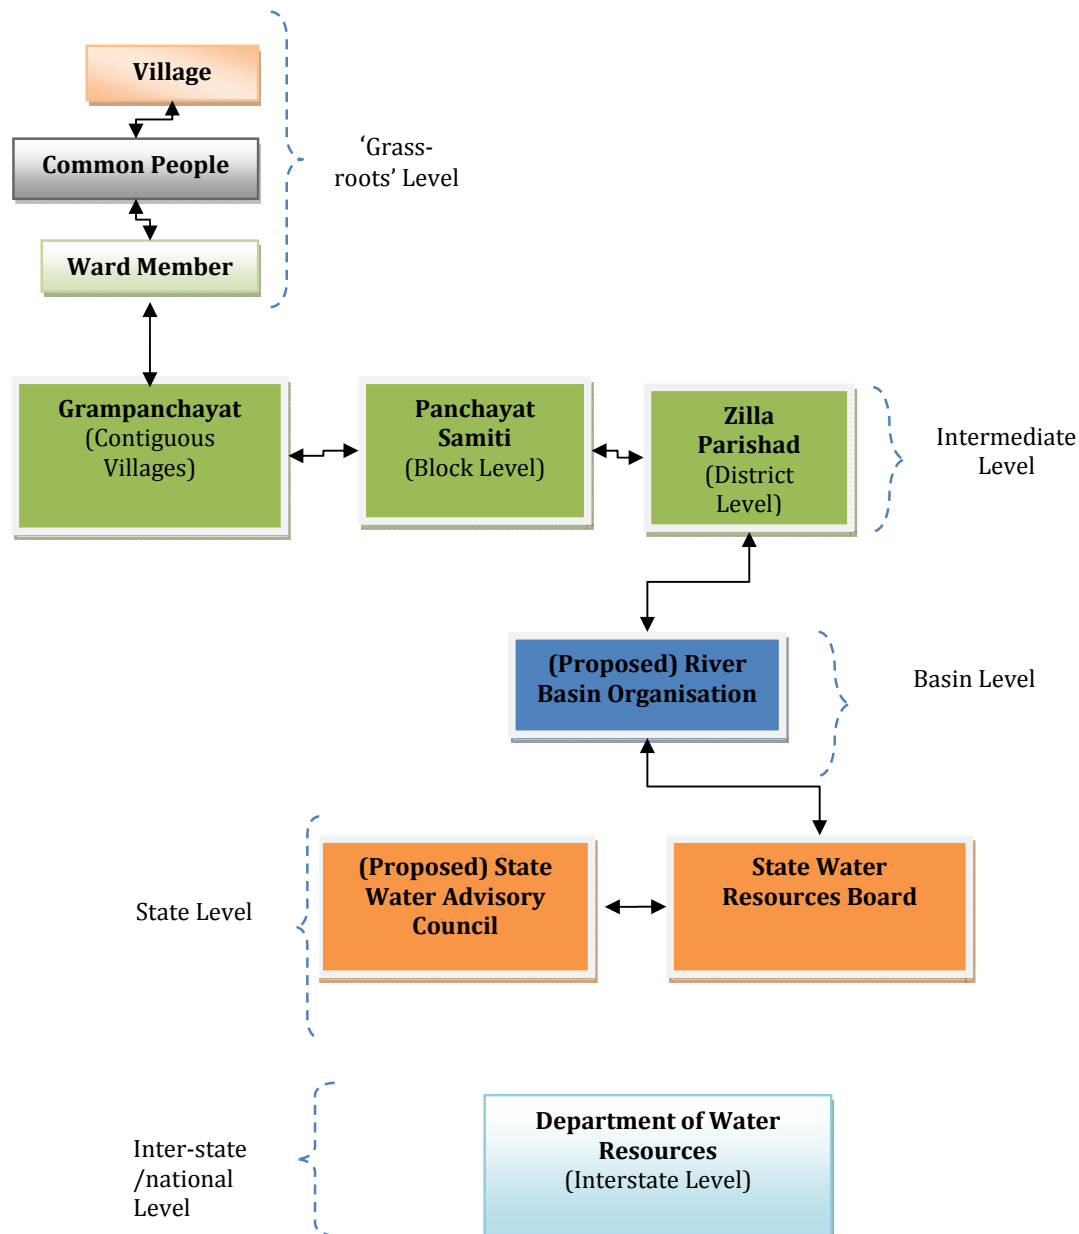 Village
Common People
Ward Member
‘Grass-
roots’ Level
Grampanchayat
(Contiguous
Villages)
Panchayat
Samiti
(Block Level)
Zilla
Parishad
(District
Level)
Intermediate
Level
(Proposed) River
Basin Organisation
Basin Level
State Level
(Proposed) State
Water Advisory
Council
State Water
Resources Board
Inter-state
/national
Level
Department of Water
Resources
(Interstate Level)